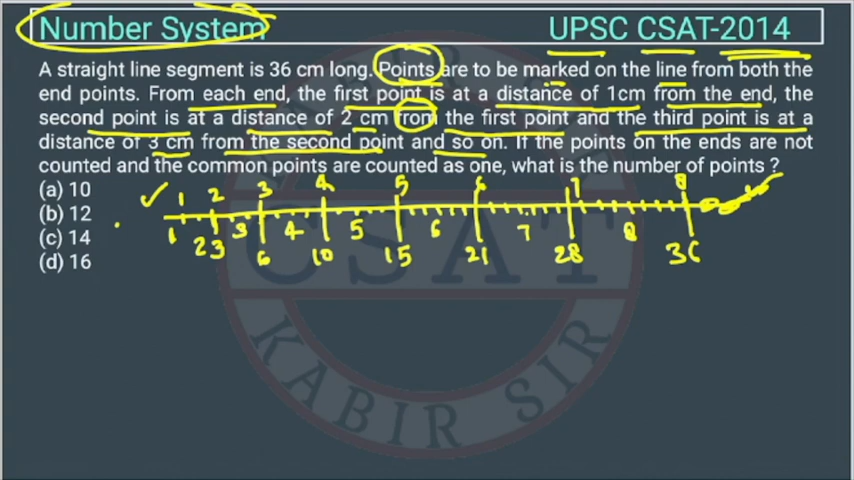 Number System UPSC CSAT-2014
A straight line segment is 36 cm long. Points are to be marked on the line from both the
end points. From each end, the first point is at a distance of 1cm from the end, the
second point is at a distance of 2 cm from the first point and the third point is at a
distance of 3 cm from the second point and so on. If the points on the ends are not
counted and the common points are counted as one, what is the number of points ?
(a) 10
(b) 12
(c) 14
(d) 16
1 2 3 4 5 6 7 8
1 2 3 3 4 5 6 7 8
6 10 15 21 28 36
CSAT
KABIR SIR